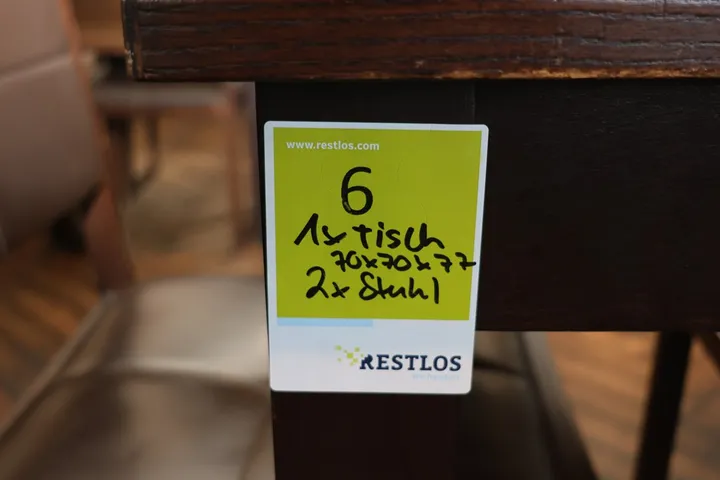 www.restlos.com
6
1x tisch
70x70x77
2x Stuhl
RESTLOS